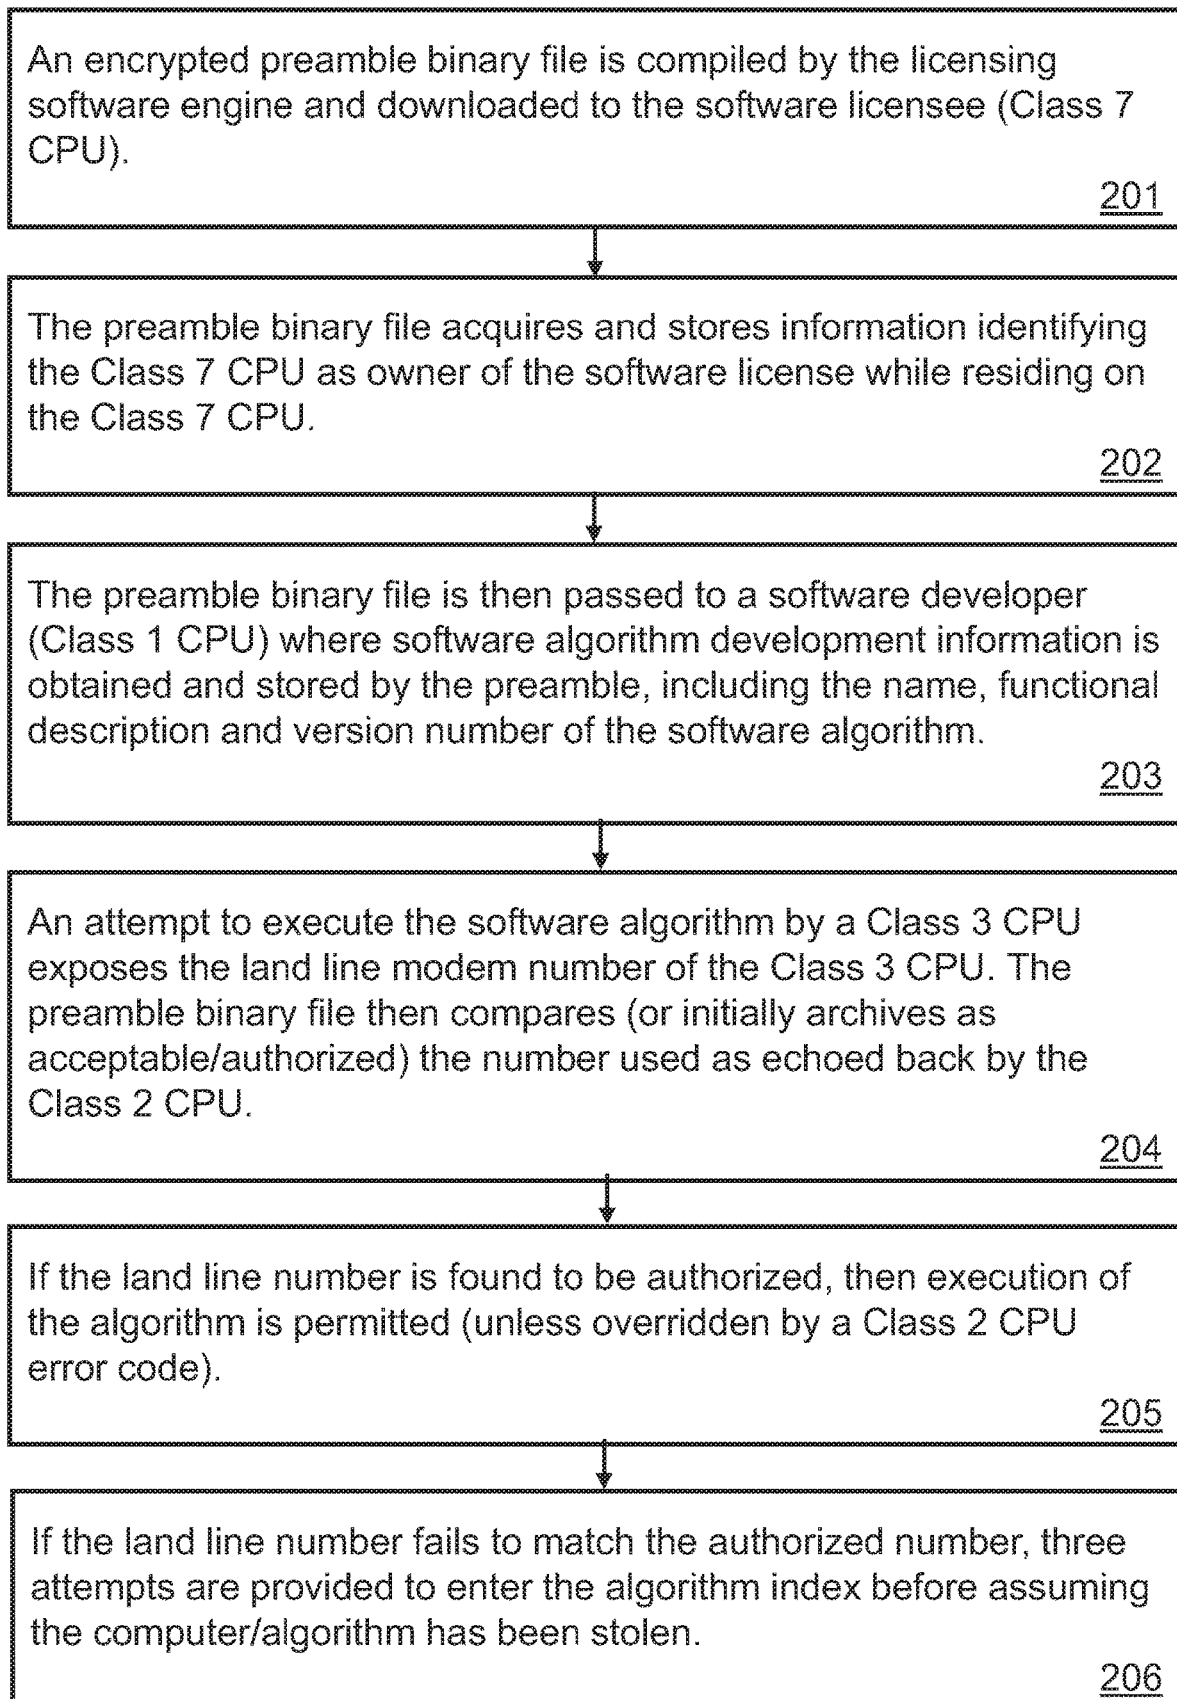 An encrypted preamble binary file is compiled by the licensing
software engine and downloaded to the software licensee (Class 7
CPU).
201
The preamble binary file acquires and stores information identifying
the Class 7 CPU as owner of the software license while residing on
the Class 7 CPU.
202
The preamble binary file is then passed to a software developer
(Class 1 CPU) where software algorithm development information is
obtained and stored by the preamble, including the name, functional
description and version number of the software algorithm.
203
An attempt to execute the software algorithm by a Class 3 CPU
exposes the land line modem number of the Class 3 CPU. The
preamble binary file then compares (or initially archives as
acceptable/authorized) the number used as echoed back by the
Class 2 CPU.
204
If the land line number is found to be authorized, then execution of
the algorithm is permitted (unless overridden by a Class 2 CPU
error code).
205
If the land line number fails to match the authorized number, three
attempts are provided to enter the algorithm index before assuming
the computer/algorithm has been stolen.
206